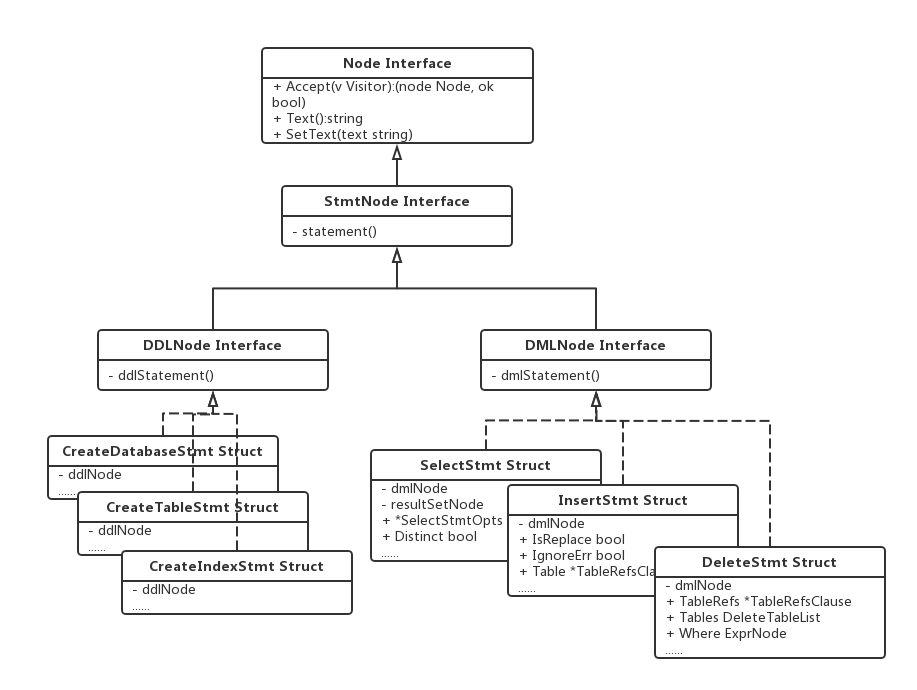 Node Interface
+ Accept(v Visitor):(node Node, ok
bool)
+ Text():string
+ SetText(text string)
StmtNode Interface
- statement()
DDLNode Interface
- ddlStatement()
DMLNode Interface
- dmlStatement()
CreateDatabaseStmt Struct
- ddlNode
......
CreateTableStmt Struct
- ddlNode
......
CreateIndexStmt Struct
- ddlNode
......
SelectStmt Struct
- dmlNode
- resultSetNode
+ *SelectStmtOpts
+ Distinct bool
......
InsertStmt Struct
- dmlNode
+ IsReplace bool
+ IgnoreErr bool
+ Table *TableRefsCla
......
DeleteStmt Struct
- dmlNode
+ TableRefs *TableRefsClause
+ Tables DeleteTableList
+ Where ExprNode
......